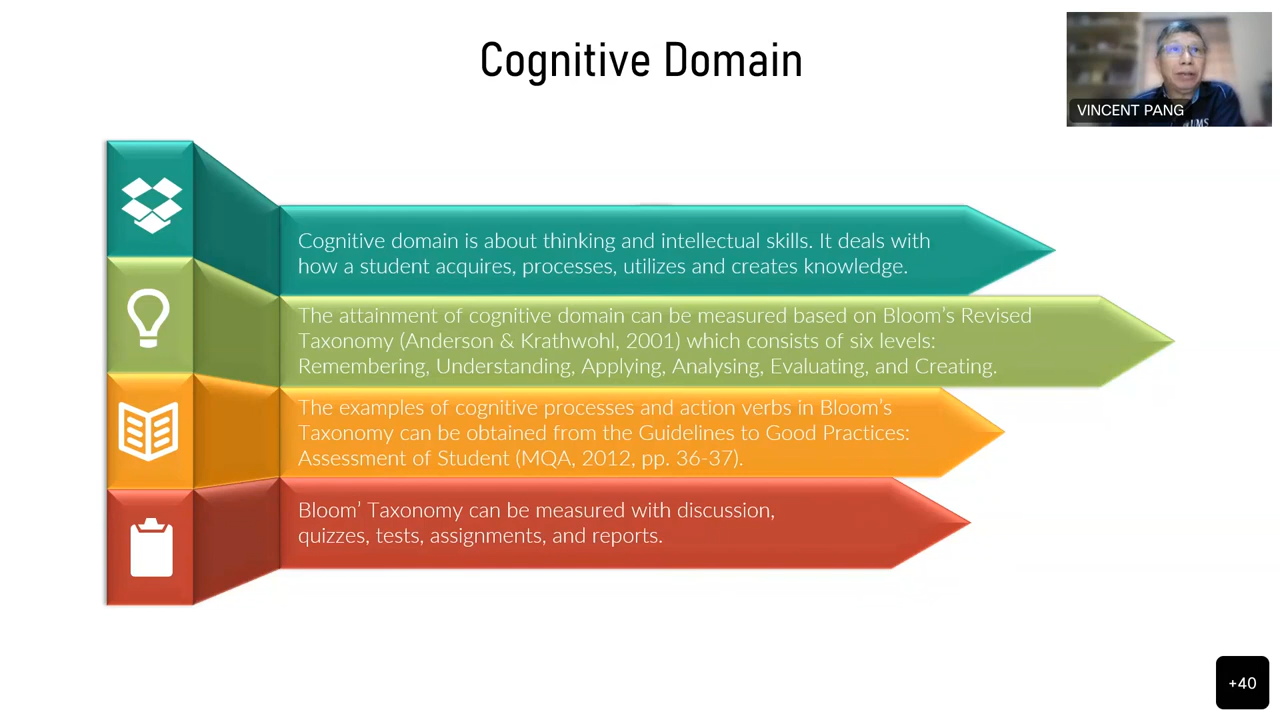 Cognitive Domain
VINCENT PANG
Cognitive domain is about thinking and intellectual skills. It deals with
how a student acquires, processes, utilizes and creates knowledge.
The attainment of cognitive domain can be measured based on Bloom's Revised
Taxonomy (Anderson & Krathwohl, 2001) which consists of six levels:
Remembering, Understanding, Applying, Analysing, Evaluating, and Creating.
The examples of cognitive processes and action verbs in Bloom's
Taxonomy can be obtained from the Guidelines to Good Practices:
Assessment of Student (MQA, 2012, pp. 36-37).
Bloom' Taxonomy can be measured with discussion,
quizzes, tests, assignments, and reports.
+40